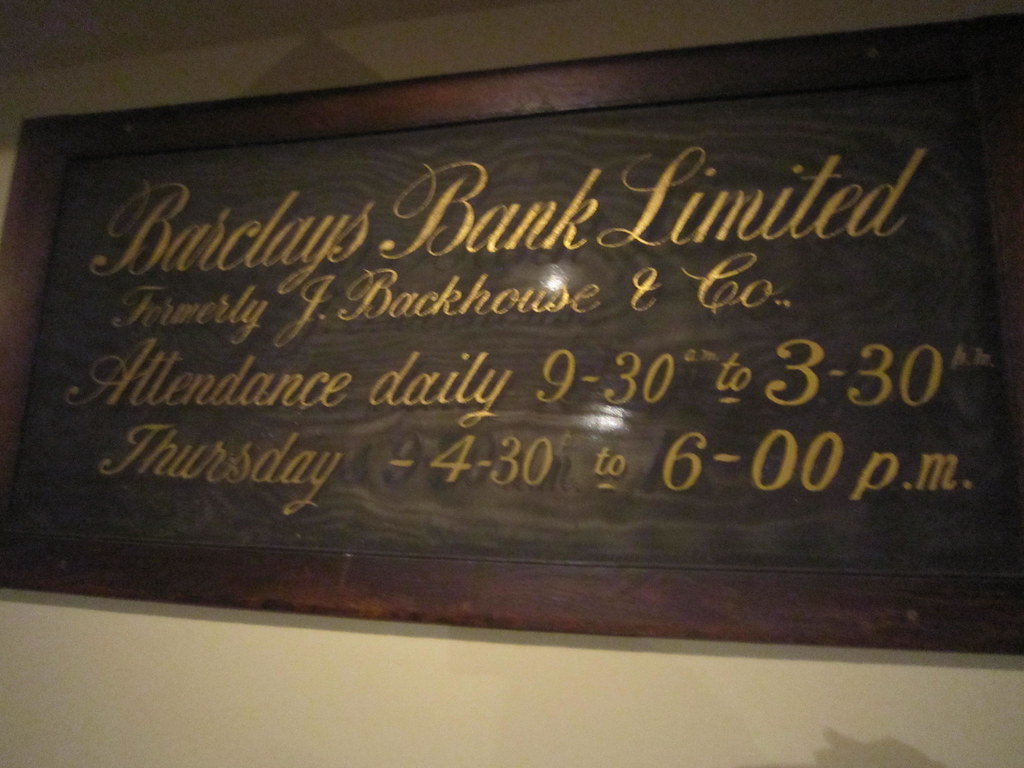 Barclays Bank Limited
Formerly J. Backhouse & Co..
Attendance daily 9-30 a.m. to 3-30 p.m.
Thursday - 4-30 to 6-00 p.m.